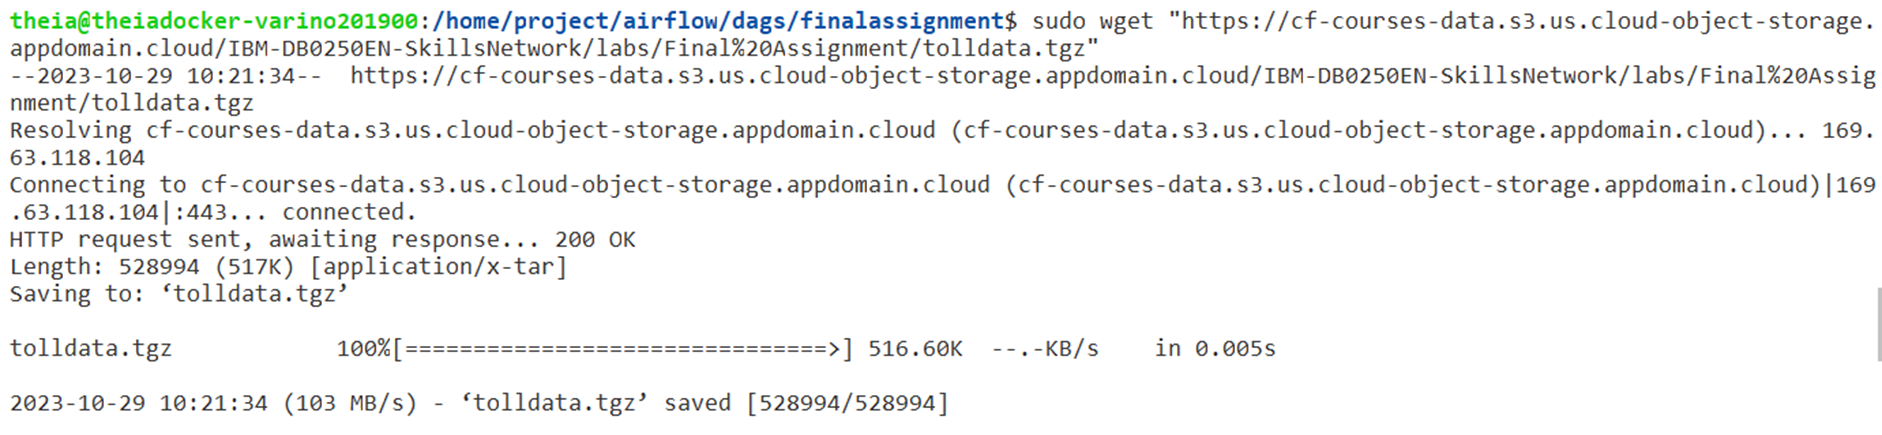 theia@theiadocker-varino201900:/home/project/airflow/dags/finalassignment$ sudo wget "https://cf-courses-data.s3.us.cloud-object-storage.
appdomain.cloud/IBM-DB0250EN-SkillsNetwork/labs/Final%20Assignment/tolldata.tgz"
--2023-10-29 10:21:34--  https://cf-courses-data.s3.us.cloud-object-storage.appdomain.cloud/IBM-DB0250EN-SkillsNetwork/labs/Final%20Assig
nment/tolldata.tgz
Resolving cf-courses-data.s3.us.cloud-object-storage.appdomain.cloud (cf-courses-data.s3.us.cloud-object-storage.appdomain.cloud)... 169.
63.118.104
Connecting to cf-courses-data.s3.us.cloud-object-storage.appdomain.cloud (cf-courses-data.s3.us.cloud-object-storage.appdomain.cloud)|169
.63.118.104|:443... connected.
HTTP request sent, awaiting response... 200 OK
Length: 528994 (517K) [application/x-tar]
Saving to: ‘tolldata.tgz’
tolldata.tgz            100%[===============================>] 516.60K  --.-KB/s    in 0.005s
2023-10-29 10:21:34 (103 MB/s) - ‘tolldata.tgz’ saved [528994/528994]